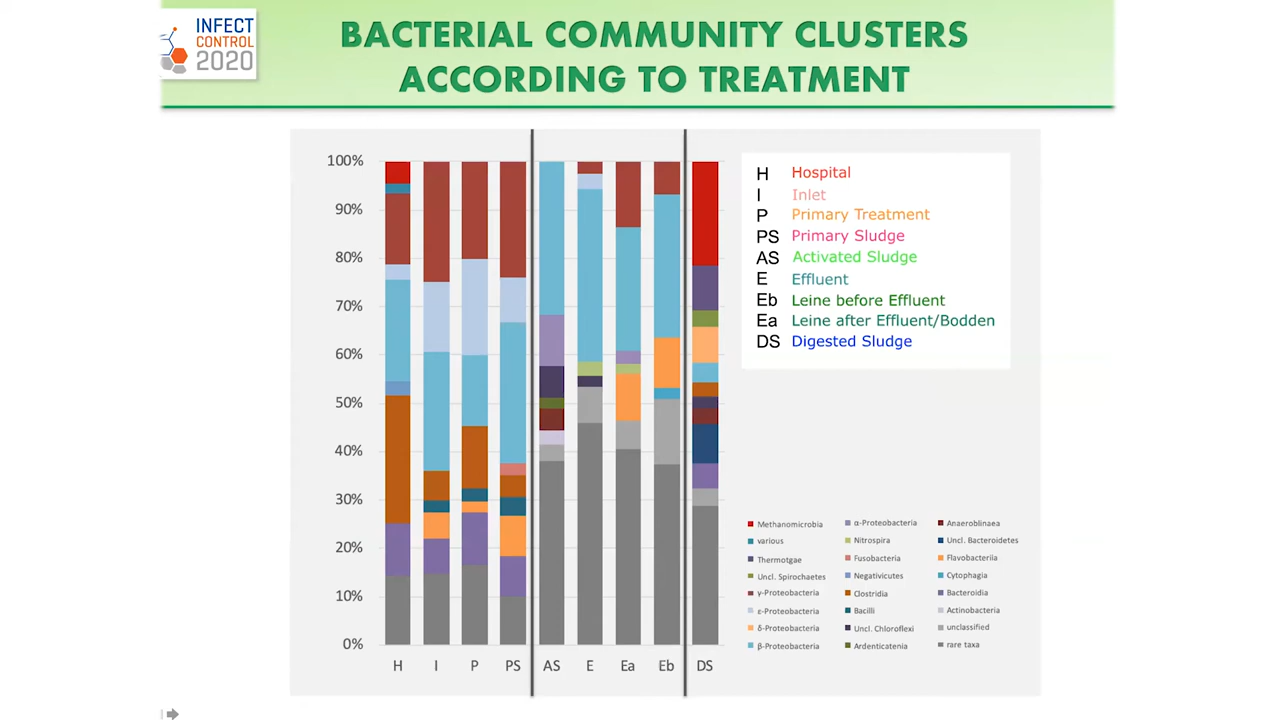 INFECT
CONTROL
2020
BACTERIAL COMMUNITY CLUSTERS
ACCORDING TO TREATMENT
100%
90%
80%
70%
60%
50%
40%
30%
20%
10%
0%
H I P PS AS E Ea Eb DS
H Hospital
I Inlet
P Primary Treatment
PS Primary Sludge
AS Activated Sludge
E Effluent
Eb Leine before Effluent
Ea Leine after Effluent/Bodden
DS Digested Sludge
Methanomicrobia
various
Thermotgae
Uncl. Spirochaetes
γ-Proteobacteria
ε-Proteobacteria
δ-Proteobacteria
β-Proteobacteria
α-Proteobacteria
Nitrospira
Fusobacteria
Negativicutes
Clostridia
Bacilli
Uncl. Chloroflexi
Ardenticatenia
Anaeroblinaea
Uncl. Bacteroidetes
Flavobacteriia
Cytophagia
Bacteroidia
Actinobacteria
unclassified
rare taxa